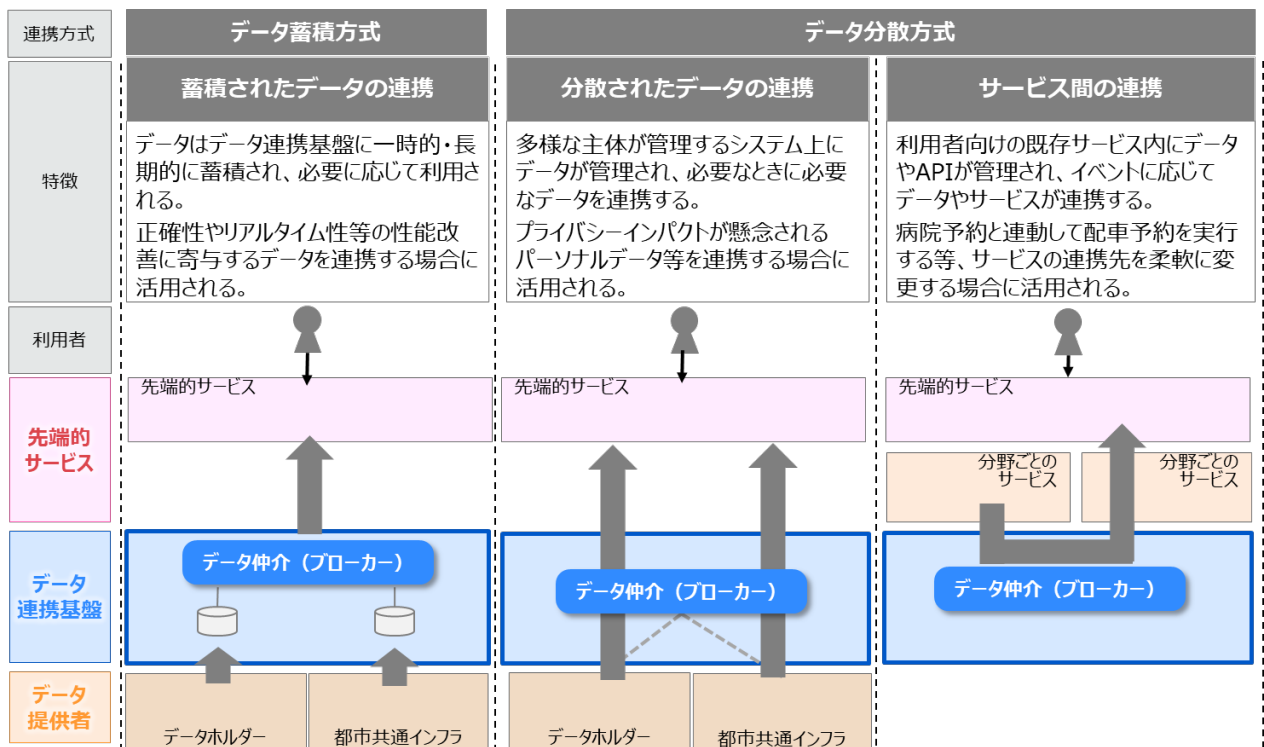 連携方式
データ蓄積方式
データ分散方式
特徴
蓄積されたデータの連携
データはデータ連携基盤に一時的・長
期的に蓄積され、必要に応じて利用さ
れる。
正確性やリアルタイム性等の性能改
善に寄与するデータを連携する場合に
活用される。
分散されたデータの連携
多様な主体が管理するシステム上に
データが管理され、必要なときに必要
なデータを連携する。
プライバシーインパクトが懸念される
パーソナルデータ等を連携する場合に
活用される。
サービス間の連携
利用者向けの既存サービス内にデータ
やAPIが管理され、イベントに応じて
データやサービスが連携する。
病院予約と連動して配車予約を実行
する等、サービスの連携先を柔軟に変
更する場合に活用される。
利用者
先端的
サービス
先端的サービス
先端的サービス
先端的サービス
分野ごとの
サービス
分野ごとの
サービス
データ
連携基盤
データ仲介（ブローカー）
データ仲介（ブローカー）
データ仲介（ブローカー）
データ
提供者
データホルダー
都市共通インフラ
データホルダー
都市共通インフラ